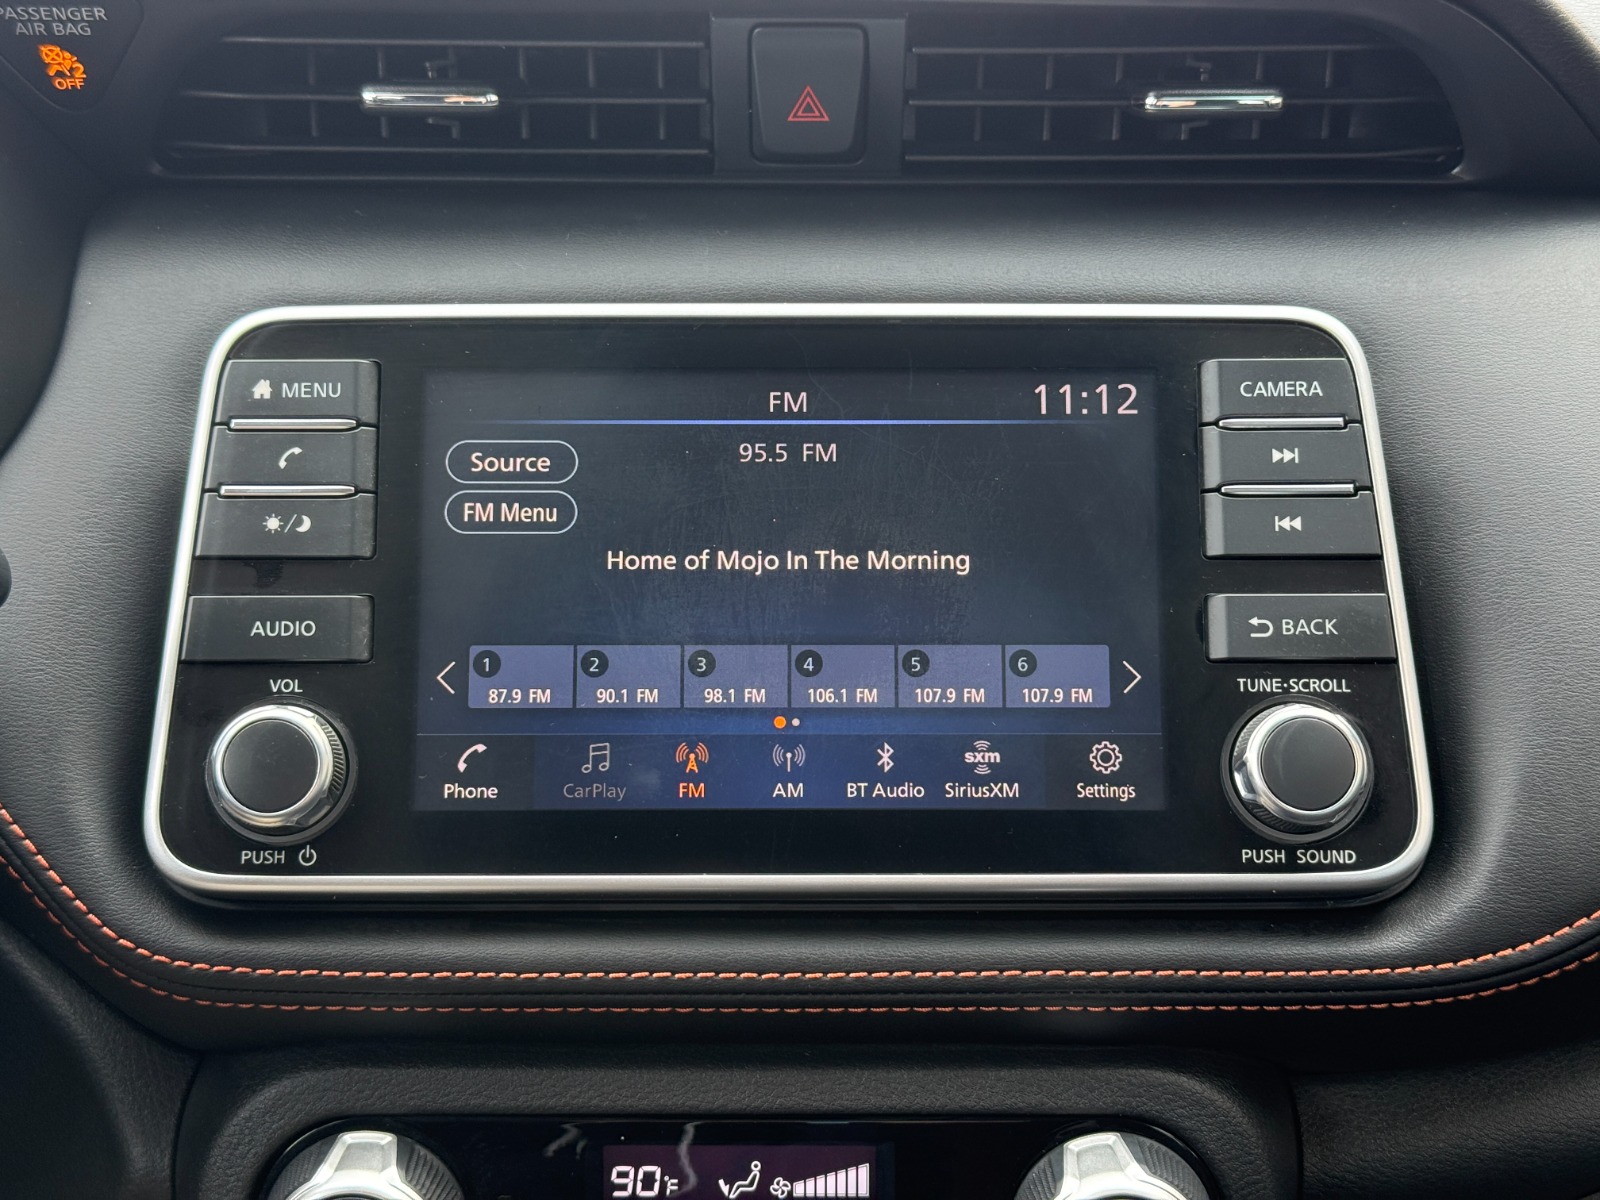 PASSENGER
AIR BAG
2
OFF
MENU
CAMERA
FM
11:12
95.5 FM
Source
FM Menu
Home of Mojo In The Morning
AUDIO
BACK
VOL
TUNE·SCROLL
1 2 3 4 5 6
87.9 FM 90.1 FM 98.1 FM 106.1 FM 107.9 FM 107.9 FM
sxm
Phone CarPlay FM AM BT Audio SiriusXM Settings
PUSH
PUSH SOUND
90°F